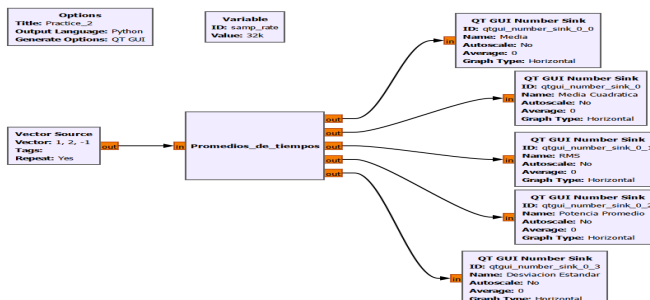 Options
Title: Practice_2
Output Language: Python
Generate Options: QT GUI
Variable
ID: samp_rate
Value: 32k
QT GUI Number Sink
ID: qtgui_number_sink_0_0
Name: Media
Autoscale: No
Average: 0
Graph Type: Horizontal
in
QT GUI Number Sink
ID: qtgui_number_sink_0
Name: Media Cuadratica
Autoscale: No
Average: 0
Graph Type: Horizontal
in
Vector Source
Vector: 1, 2, -1
Tags:
Repeat: Yes
out
in
Promedios_de_tiempos
out
out
out
out
out
QT GUI Number Sink
ID: qtgui_number_sink_0_1
Name: RMS
Autoscale: No
Average: 0
Graph Type: Horizontal
in
QT GUI Number Sink
ID: qtgui_number_sink_0_2
Name: Potencia Promedio
Autoscale: No
Average: 0
Graph Type: Horizontal
in
QT GUI Number Sink
ID: qtgui_number_sink_0_3
Name: Desviacion Estandar
Autoscale: No
Average: 0
Graph Type: Horizontal
in